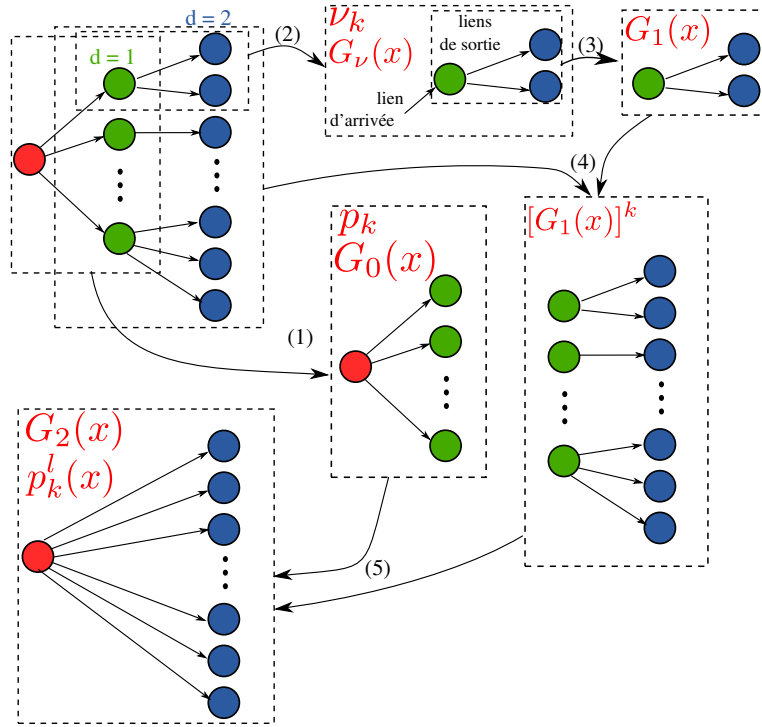 d = 2
d = 1
(2)
ν_k
G_ν(x)
liens
de sortie
lien
d'arrivée
(3)
G_1(x)
(4)
[G_1(x)]^k
p_k
G_0(x)
(1)
G_2(x)
p_k^l(x)
(5)